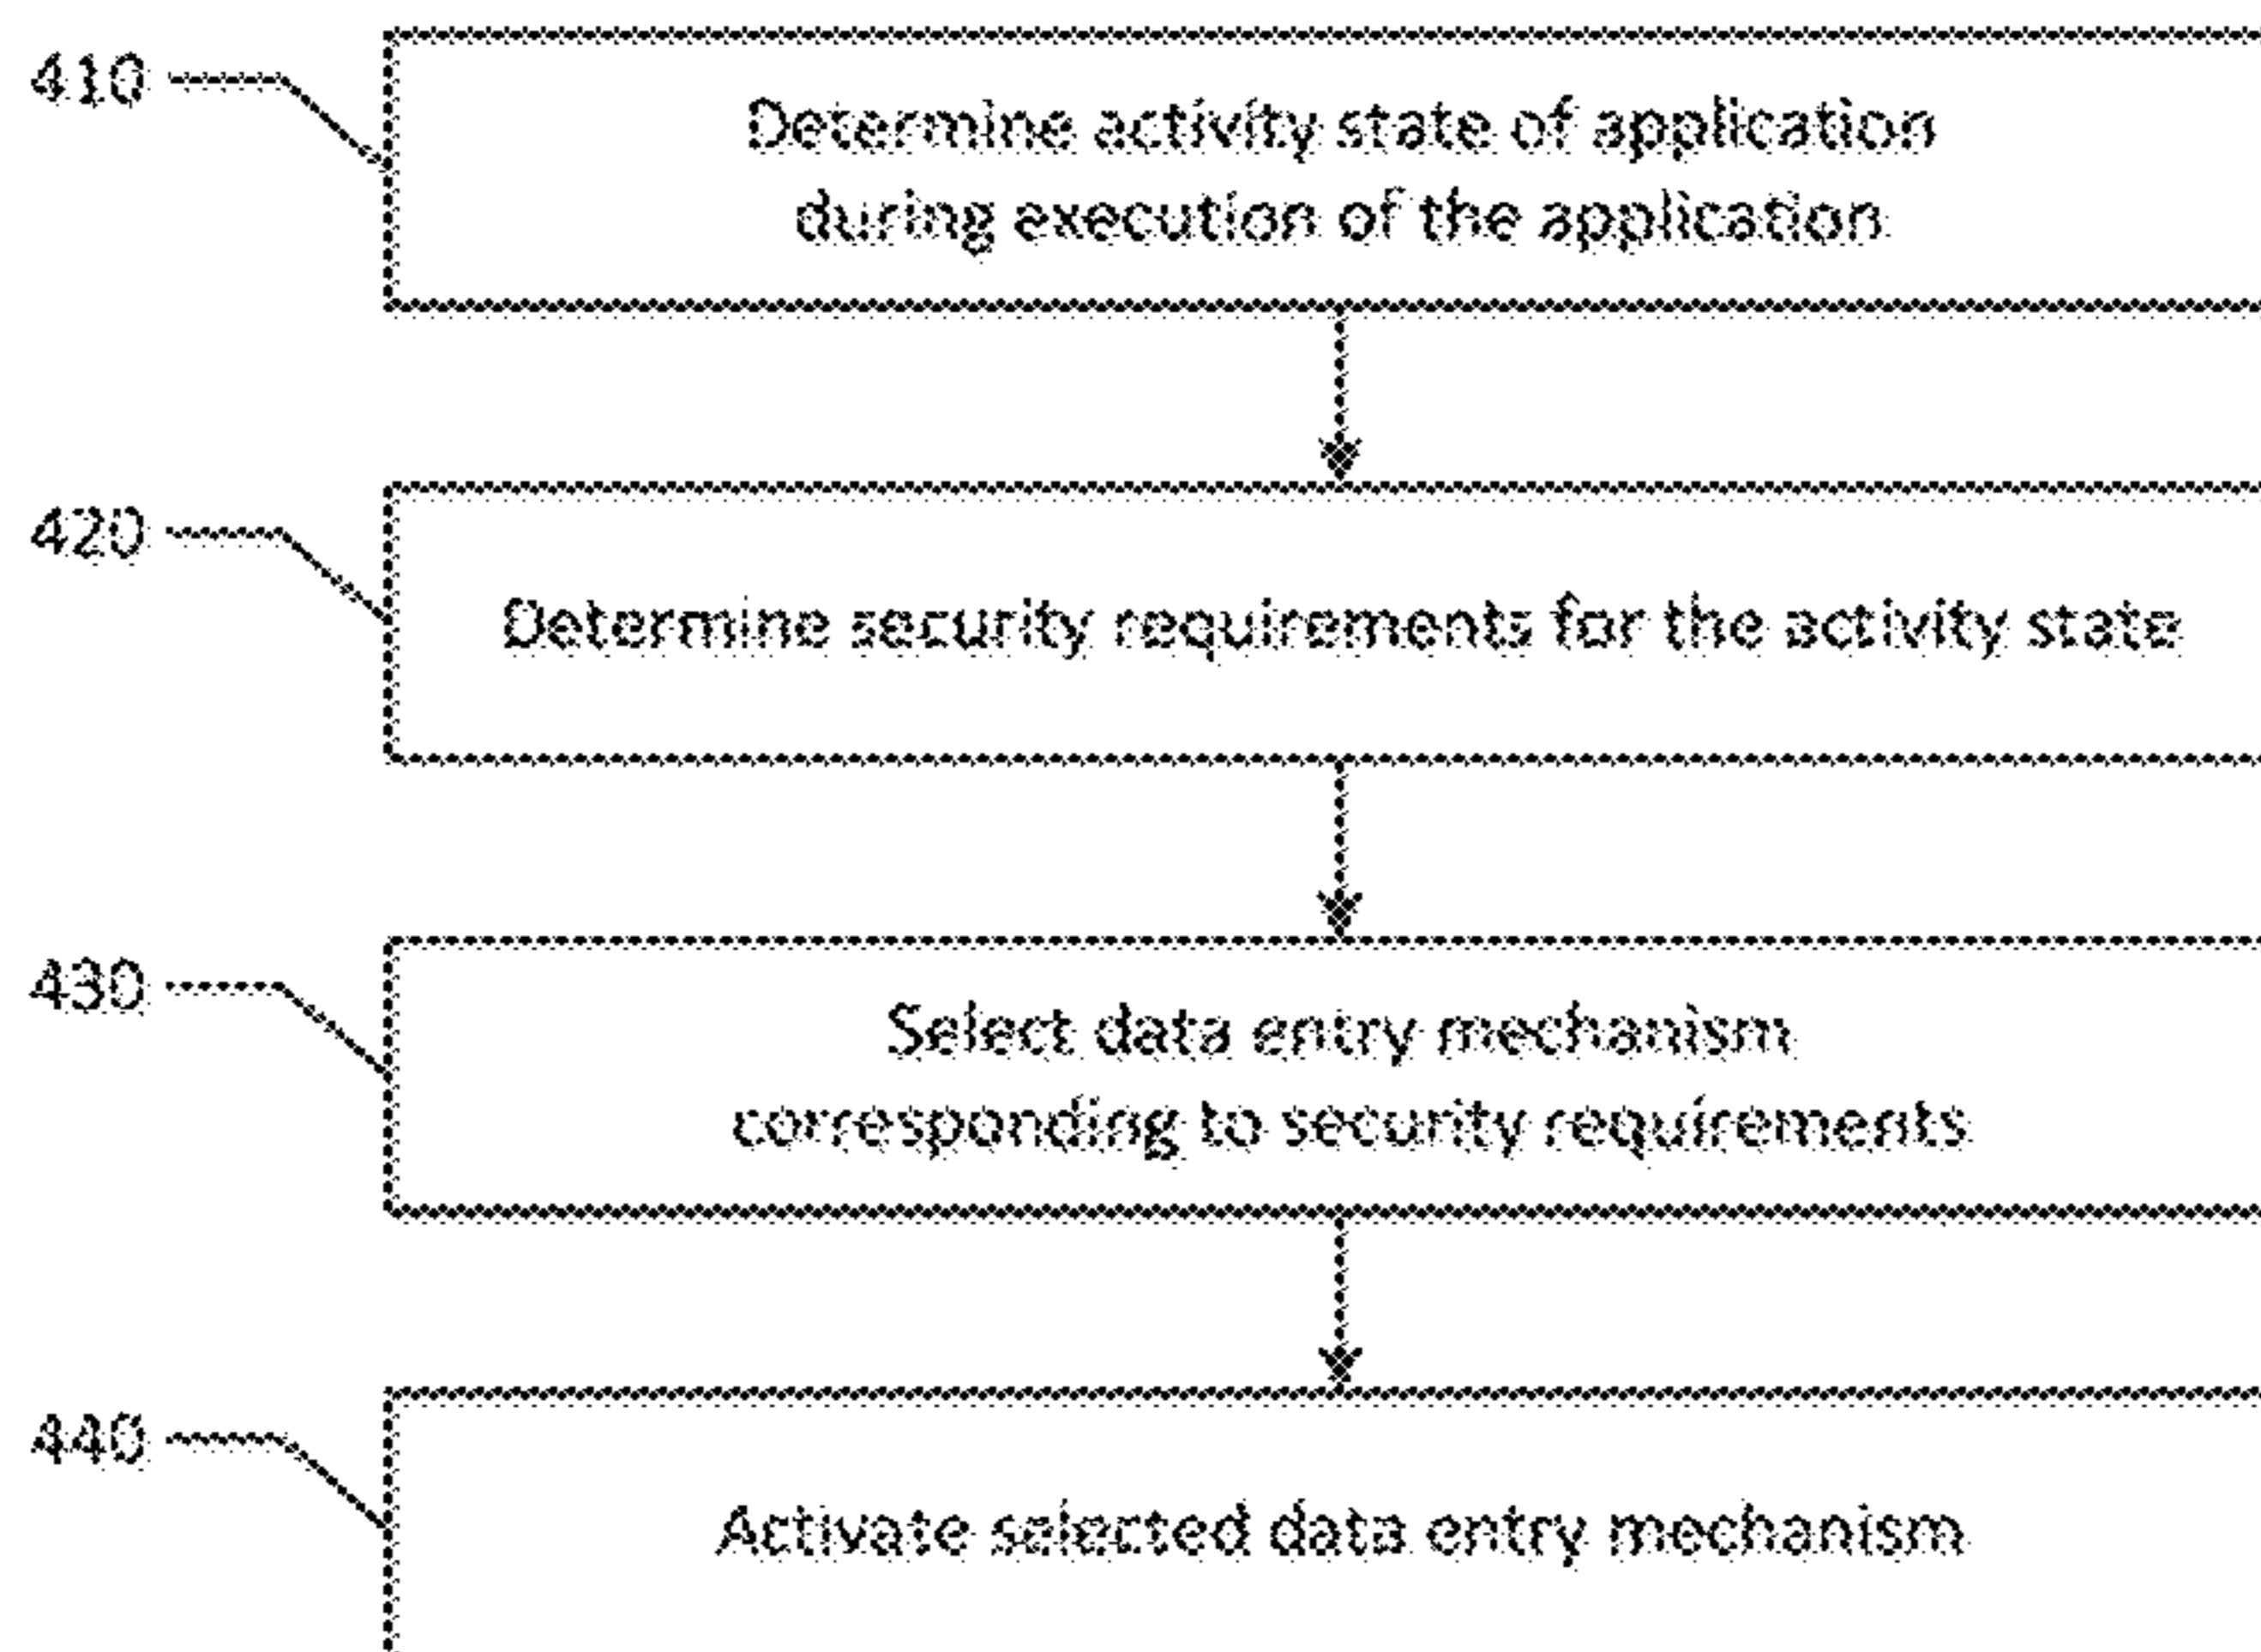 410
Determine activity state of application
during execution of the application
420
Determine security requirements for the activity state
430
Select data entry mechanism
corresponding to security requirements
440
Activate selected data entry mechanism